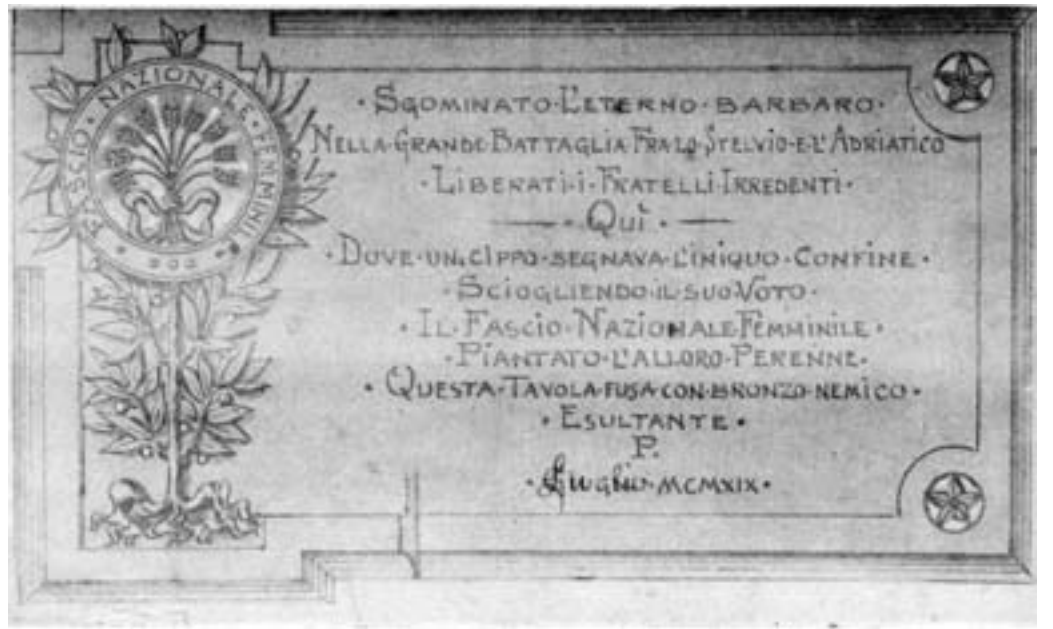 FASCIO · NAZIONALE · FEMMINILE
· SGOMINATO · L'ETERNO · BARBARO ·
NELLA · GRANDE · BATTAGLIA · FRA · LO · STELVIO · E · L'ADRIATICO
· LIBERATI · I · FRATELLI · IRREDENTI ·
— · QUÌ · —
· DOVE · UN · CIPPO · SEGNAVA · L'INIQUO · CONFINE ·
· SCIOGLIENDO · IL · SUO · VOTO ·
· IL · FASCIO · NAZIONALE · FEMMINILE ·
· PIANTATO · L'ALLORO · PERENNE ·
· QUESTA · TAVOLA · FUSA · CON · BRONZO · NEMICO ·
· ESULTANTE ·
P.
· Luglio · MCMXIX ·